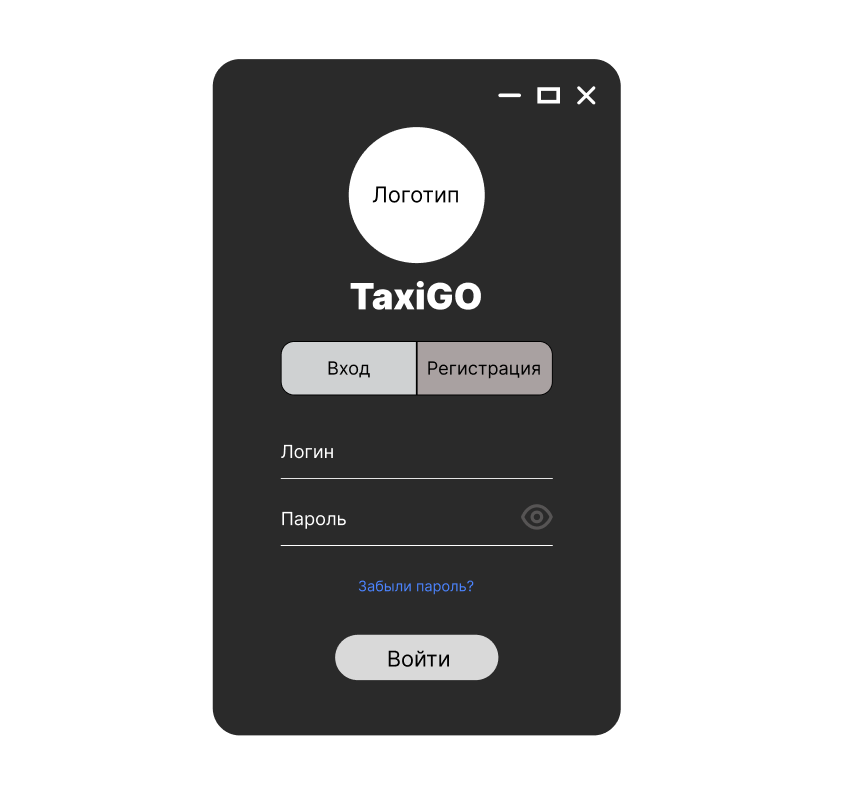 Логотип
TaxiGO
Вход Регистрация
Логин
Пароль
Забыли пароль?
Войти